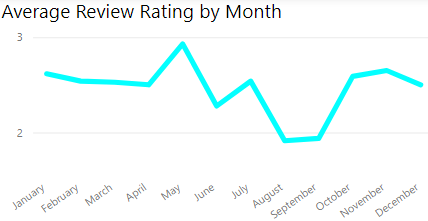 Average Review Rating by Month
3
2
January
February
March
April
May
June
July
August
September
October
November
December